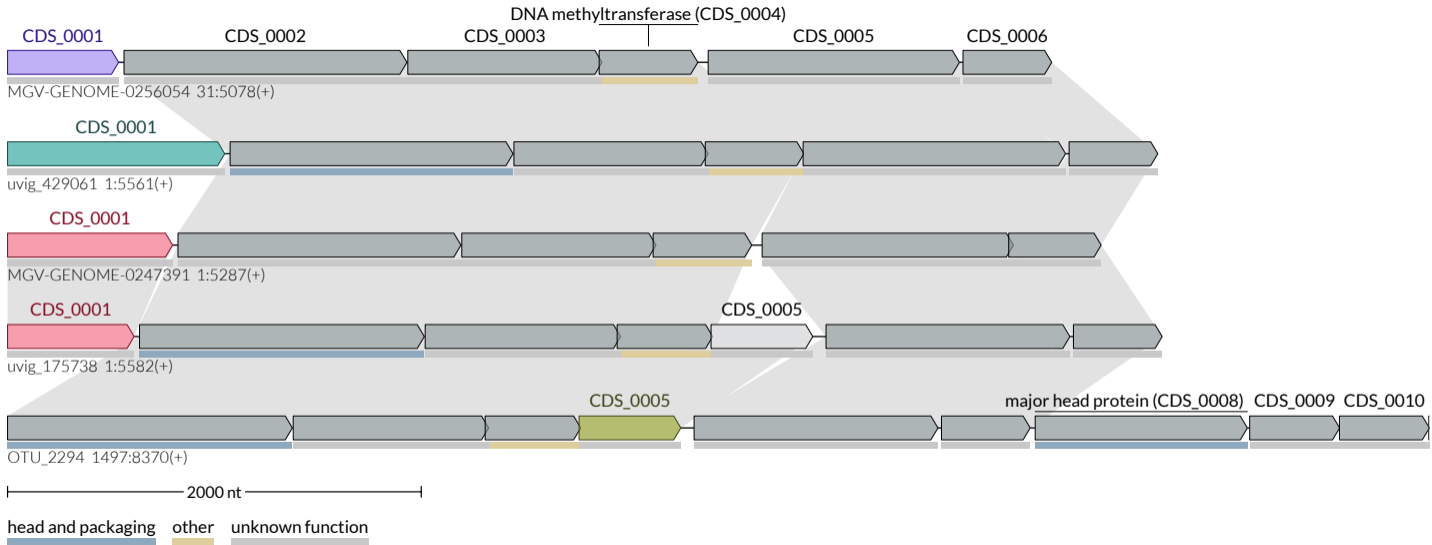 DNA methyltransferase (CDS_0004)
CDS_0001 CDS_0002 CDS_0003 CDS_0005 CDS_0006
MGV-GENOME-0256054 31:5078(+)
CDS_0001
uvig_429061 1:5561(+)
CDS_0001
MGV-GENOME-0247391 1:5287(+)
CDS_0001 CDS_0005
uvig_175738 1:5582(+)
CDS_0005 major head protein (CDS_0008) CDS_0009 CDS_0010
OTU_2294 1497:8370(+)
2000 nt
head and packaging other unknown function